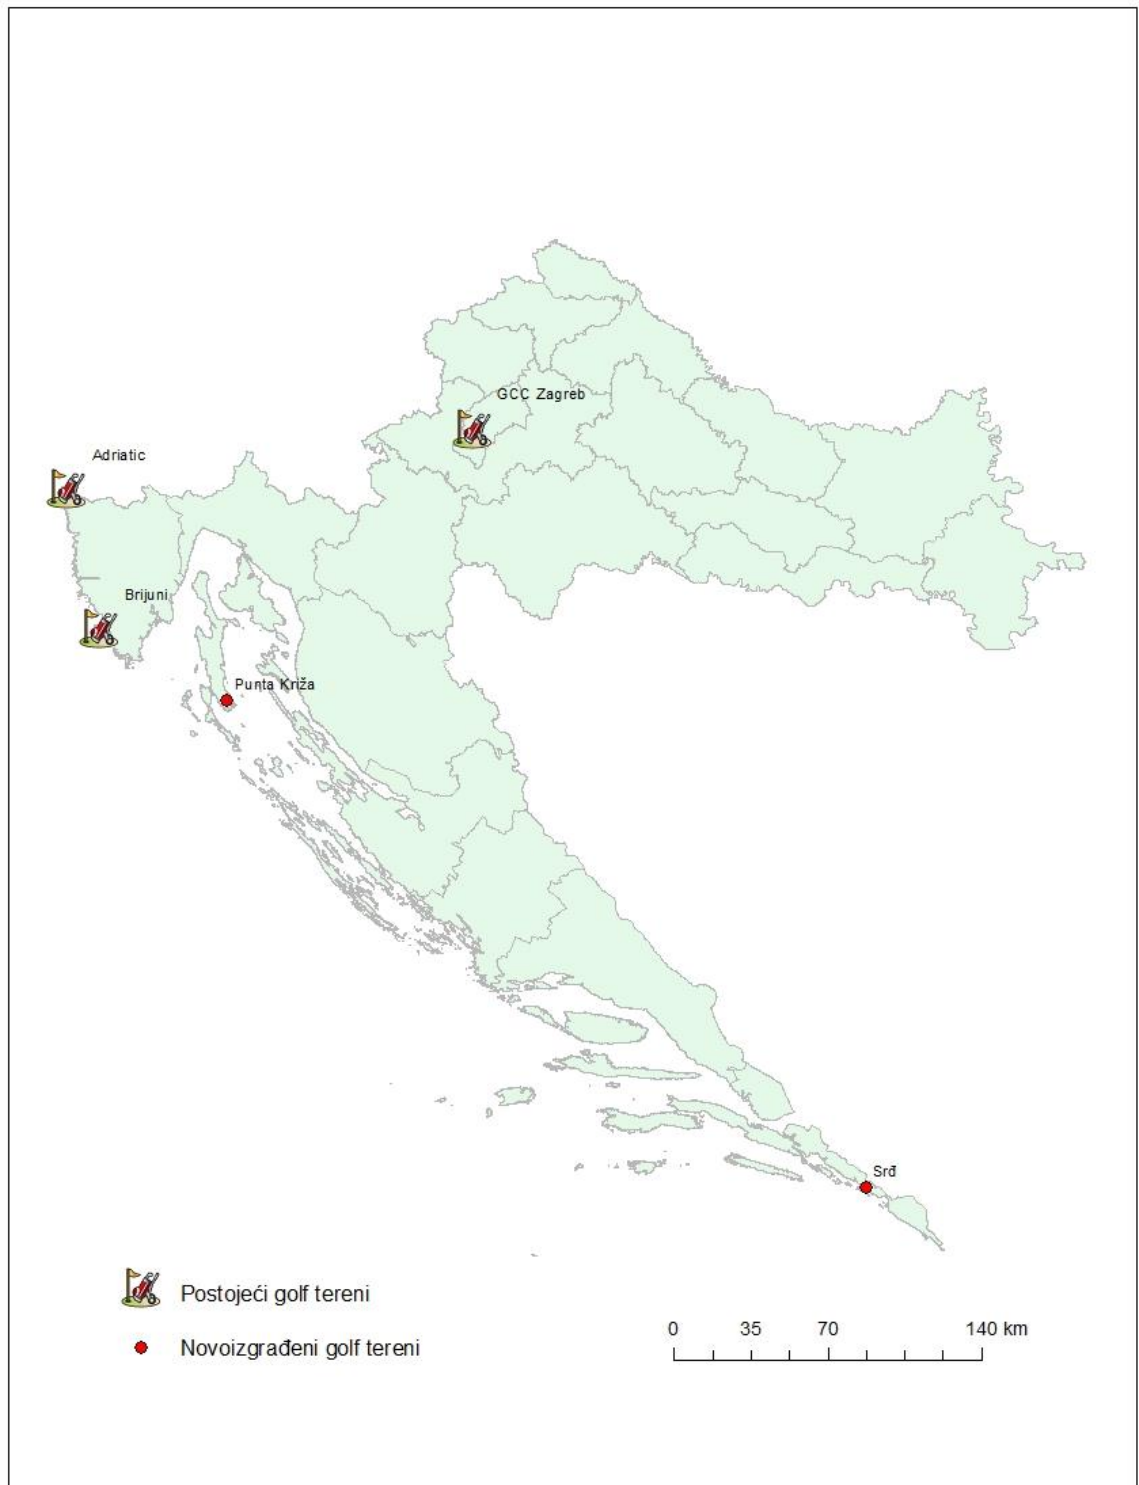 GCC Zagreb
Adriatic
Brijuni
Punta Križa
Srđ
Postojeći golf tereni
0 35 70 140 km
Novoizgrađeni golf tereni